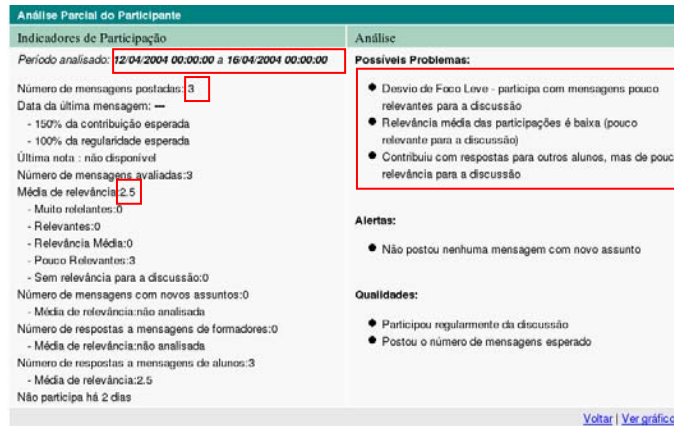 Análise Parcial do Participante
Indicadores de Participação
Período analisado: 12/04/2004 00:00:00 a 16/04/2004 00:00:00
Número de mensagens postadas: 3
Data da última mensagem: ---
- 150% da contribuição esperada
- 100% da regularidade esperada
Última nota : não disponível
Número de mensagens avaliadas:3
Média de relevância:2.5
- Muito relelantes:0
- Relevantes:0
- Relevância Média:0
- Pouco Relevantes:3
- Sem relevância para a discussão:0
Número de mensagens com novos assuntos:0
- Média de relevância:não analisada
Número de respostas a mensagens de formadores:0
- Média de relevância:não analisada
Número de respostas a mensagens de alunos:3
- Média de relevância:2.5
Não participa há 2 dias
Análise
Possíveis Problemas:
Desvio de Foco Leve - participa com mensagens pouco
relevantes para a discussão
Relevância média das participações é baixa (pouco
relevante para a discussão)
Contribuiu com respostas para outros alunos, mas de pouc
relevância para a discussão
Alertas:
Não postou nenhuma mensagem com novo assunto
Qualidades:
Participou regularmente da discussão
Postou o número de mensagens esperado
Voltar | Ver gráfico